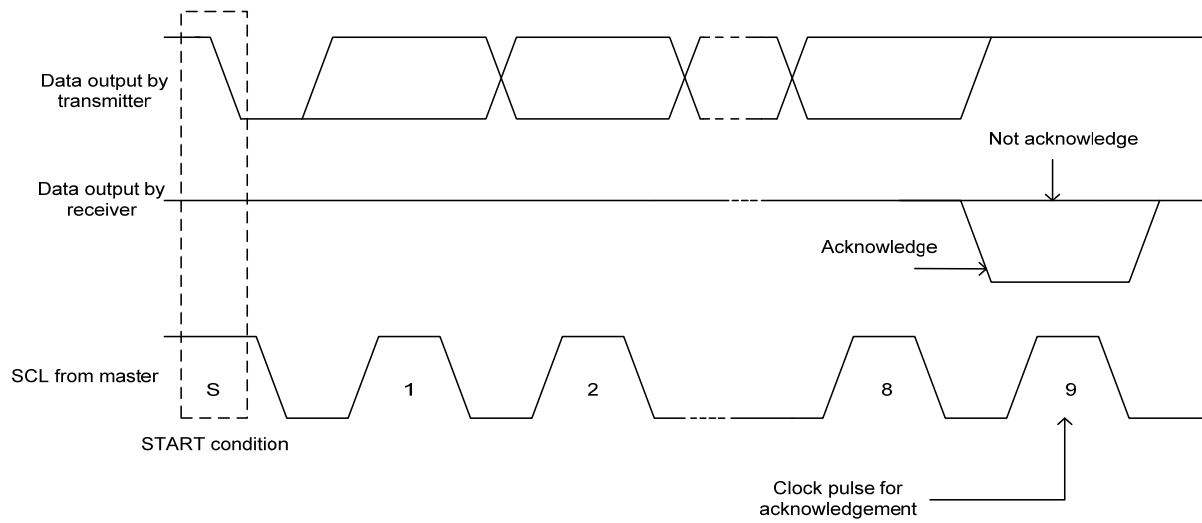 Data output by
transmitter
Not acknowledge
Data output by
receiver
Acknowledge
SCL from master
S
1
2
8
9
START condition
Clock pulse for
acknowledgement